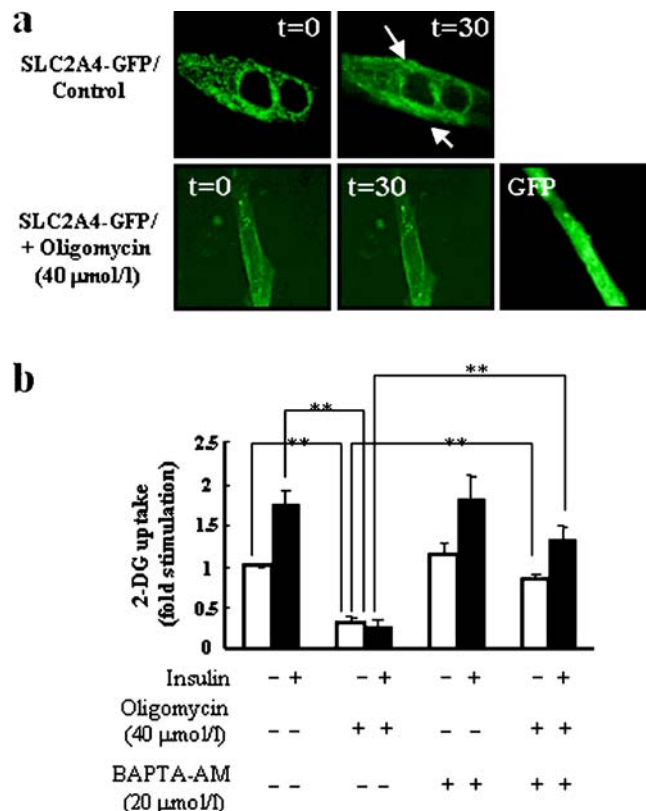 a
SLC2A4-GFP/
Control
t=0
t=30
SLC2A4-GFP/
+ Oligomycin
(40 µmol/l)
t=0
t=30
GFP
b
**
**
**
**
2-DG uptake
(fold stimulation)
2.5
2
1.5
1
0.5
0
Insulin – + – + – + – +
Oligomycin
(40 µmol/l) – – + + – – + +
BAPTA-AM
(20 µmol/l) – – – – + + + +